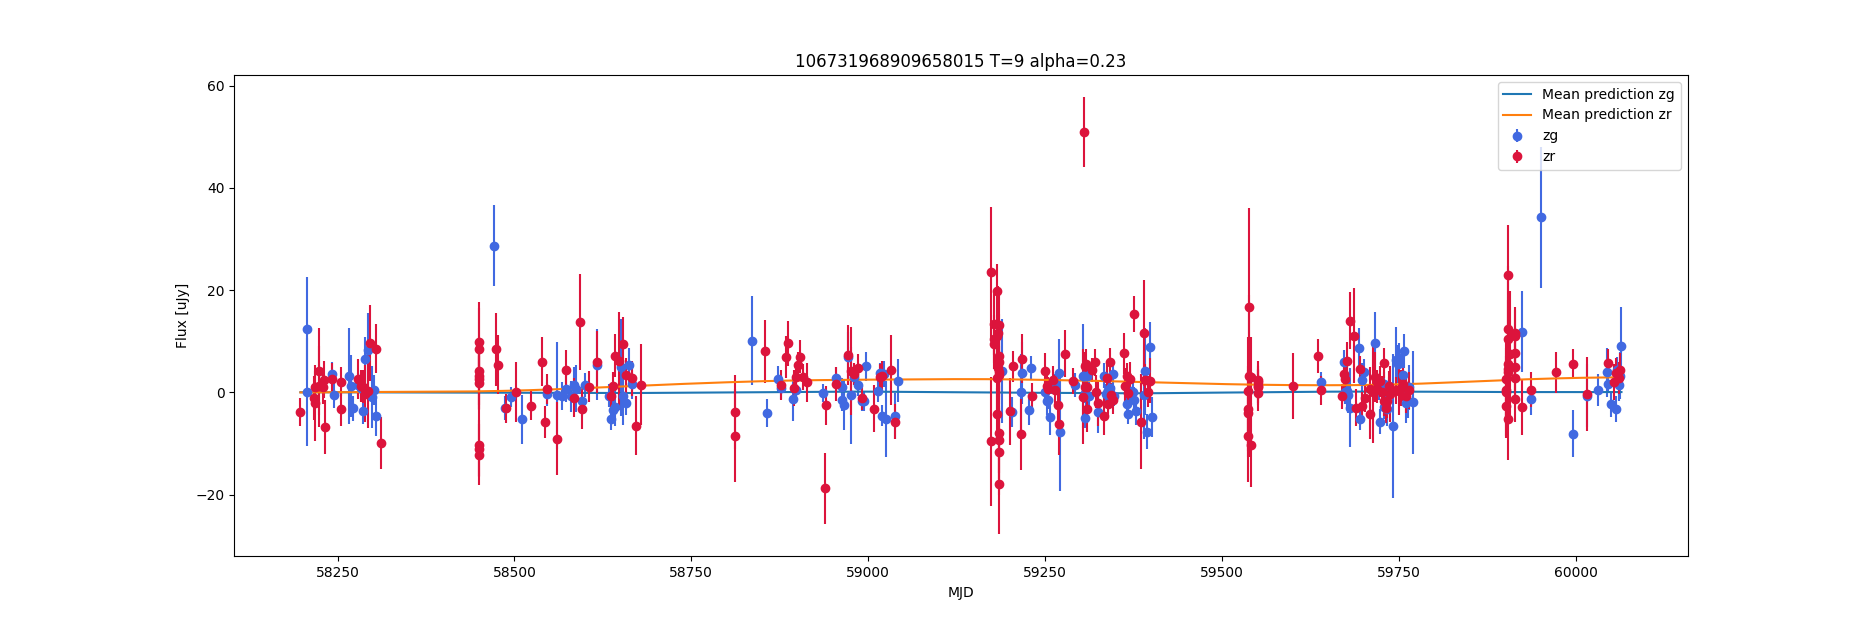 106731968909658015 T=9 alpha=0.23
Mean prediction zg
Mean prediction zr
zg
zr
60
40
20
0
−20
Flux [uJy]
58250 58500 58750 59000 59250 59500 59750 60000
MJD